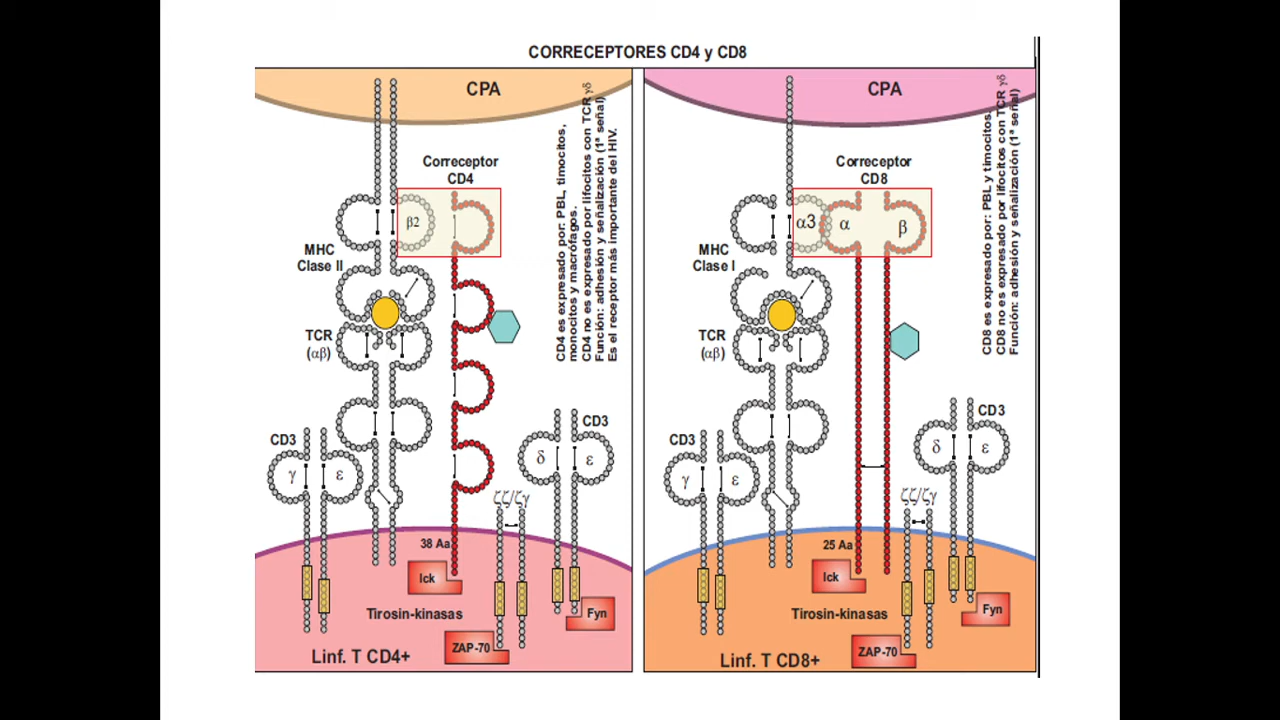 CORRECEPTORES CD4 y CD8
CPA
Correceptor
CD4
β2
MHC
Clase II
TCR
(αβ)
CD3
γ
ε
δ
ε
CD3
ζζ/ζγ
38 Aa
lck
Tirosin-kinasas
Fyn
ZAP-70
Linf. T CD4+
CD4 es expresado por: PBL, timocitos,
monocitos y macrófagos.
CD4 no es expresado por lifocitos con TCR γδ
Función: adhesión y señalización (1ª señal)
Es el receptor más importante del HIV.
CPA
Correceptor
CD8
α3
α
β
MHC
Clase I
TCR
(αβ)
CD3
γ
ε
δ
ε
CD3
ζζ/ζγ
25 Aa
lck
Tirosin-kinasas
Fyn
ZAP-70
Linf. T CD8+
CD8 es expresado por: PBL y timocitos.
CD8 no es expresado por lifocitos con TCR γδ
Función: adhesión y señalización (1ª señal)